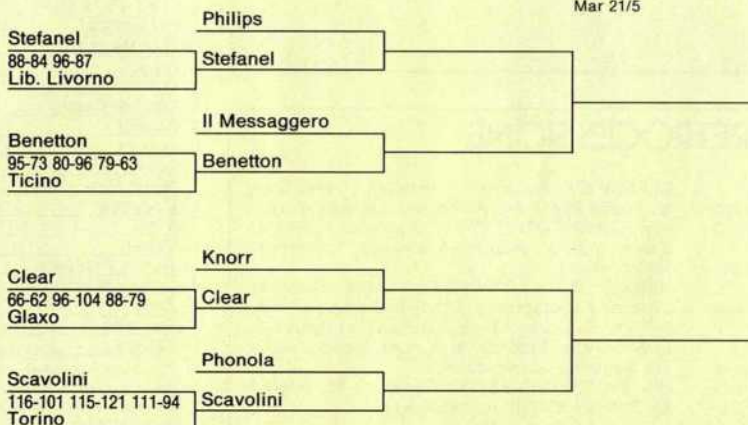 Mar 21/5
Philips
Stefanel
88-84 96-87
Lib. Livorno
Stefanel
Il Messaggero
Benetton
95-73 80-96 79-63
Ticino
Benetton
Knorr
Clear
66-62 96-104 88-79
Glaxo
Clear
Phonola
Scavolini
116-101 115-121 111-94
Torino
Scavolini